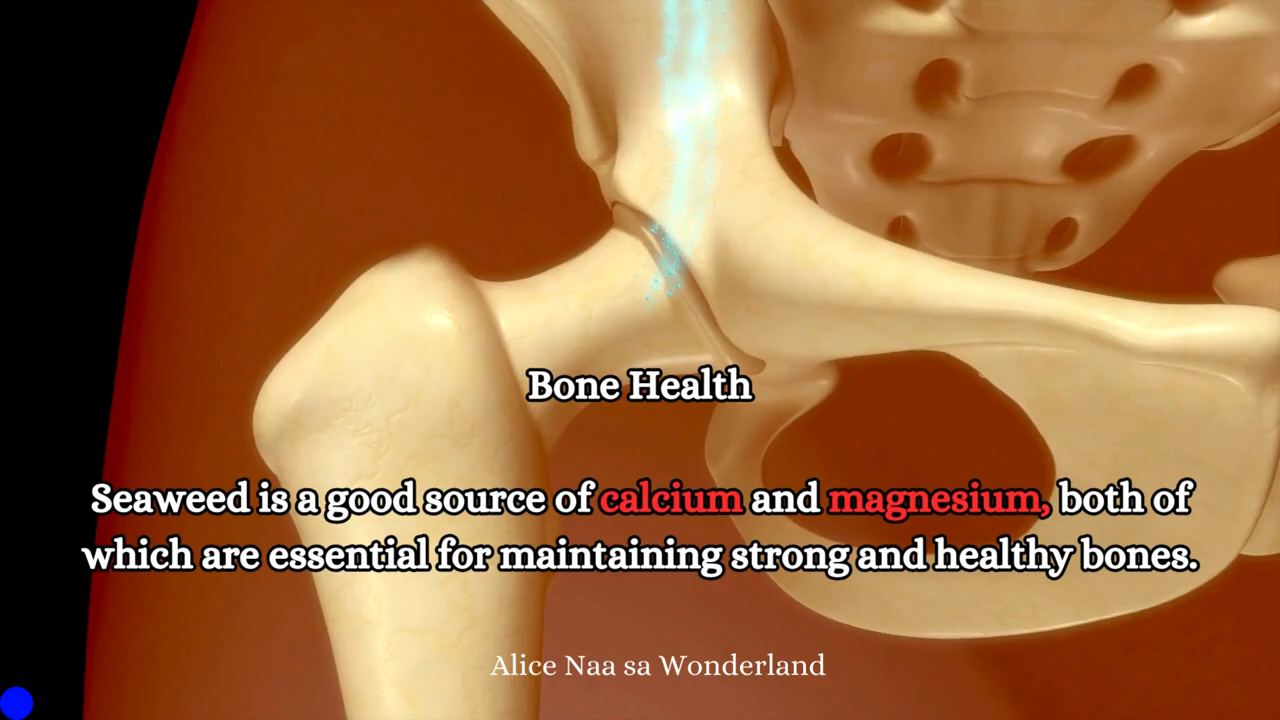 Bone Health
Seaweed is a good source of calcium and magnesium, both of
which are essential for maintaining strong and healthy bones.
Alice Naa sa Wonderland